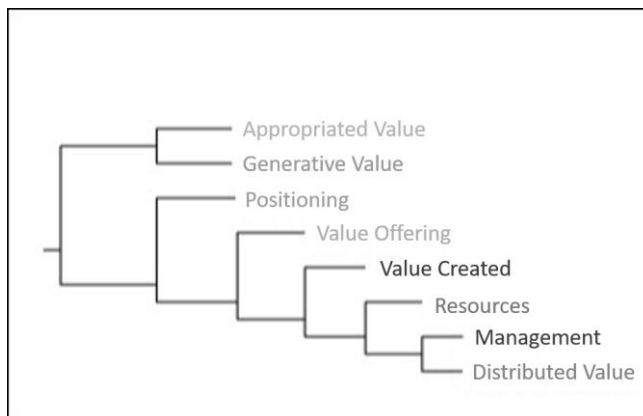 Appropriated Value
Generative Value
Positioning
Value Offering
Value Created
Resources
Management
Distributed Value